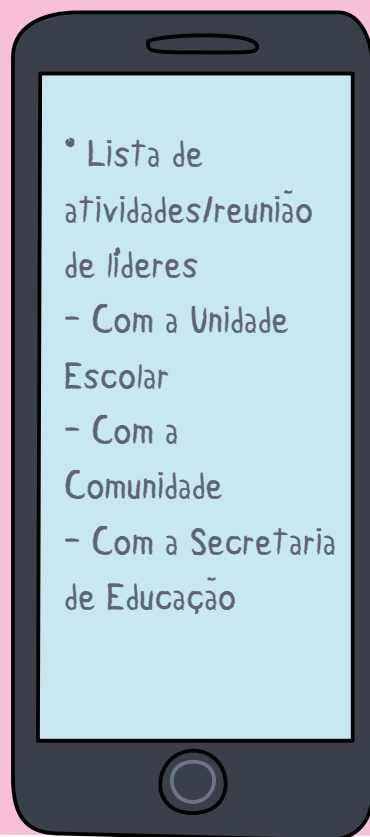 • Lista de
atividades/reunião
de líderes
- Com a Unidade
Escolar
- Com a
Comunidade
- Com a Secretaria
de Educação